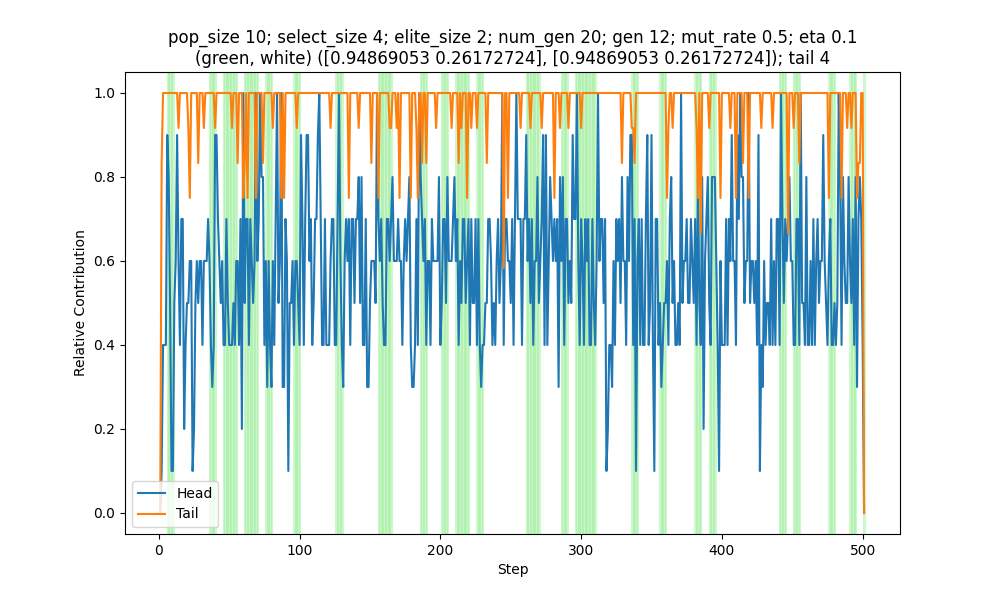 pop_size 10; select_size 4; elite_size 2; num_gen 20; gen 12; mut_rate 0.5; eta 0.1
(green, white) ([0.94869053 0.26172724], [0.94869053 0.26172724]); tail 4
1.0
0.8
0.6
0.4
0.2
0.0
Relative Contribution
Head
Tail
0
100
200
300
400
500
Step